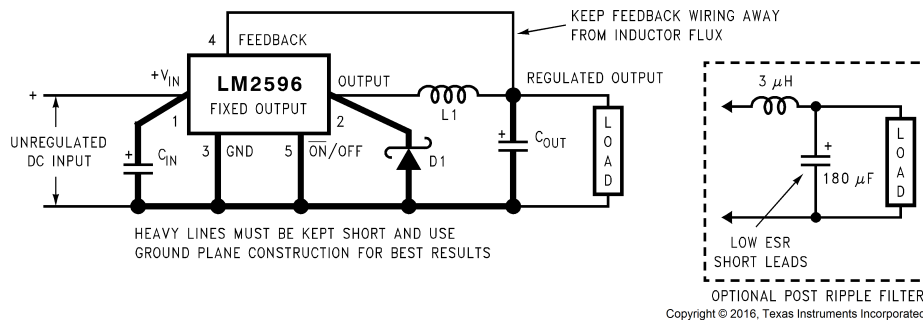 KEEP FEEDBACK WIRING AWAY
FROM INDUCTOR FLUX
4 FEEDBACK
+VIN
LM2596
FIXED OUTPUT
OUTPUT
REGULATED OUTPUT
+
1
2
L1
UNREGULATED
DC INPUT
+
CIN
3 GND
5 ON/OFF
D1
+
COUT
LOAD
HEAVY LINES MUST BE KEPT SHORT AND USE
GROUND PLANE CONSTRUCTION FOR BEST RESULTS
3 μH
+
180 μF
LOAD
LOW ESR
SHORT LEADS
OPTIONAL POST RIPPLE FILTER
Copyright © 2016, Texas Instruments Incorporated